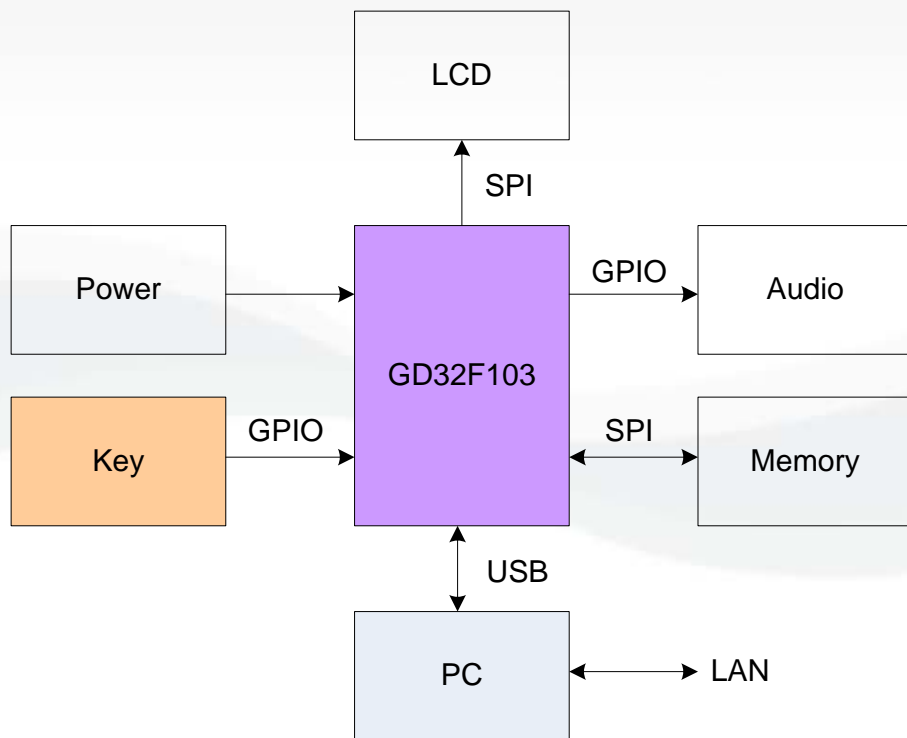 LCD
SPI
Power
GPIO
Audio
GD32F103
Key
GPIO
SPI
Memory
USB
PC
LAN